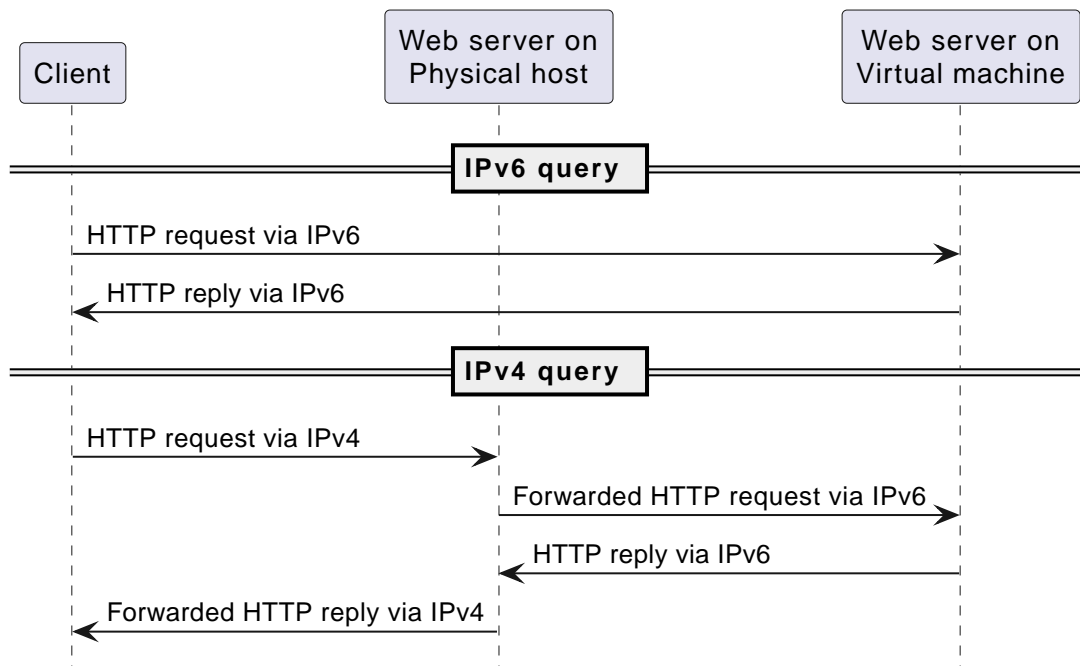 Client
Web server on
Physical host
Web server on
Virtual machine
IPv6 query
HTTP request via IPv6
HTTP reply via IPv6
IPv4 query
HTTP request via IPv4
Forwarded HTTP request via IPv6
HTTP reply via IPv6
Forwarded HTTP reply via IPv4